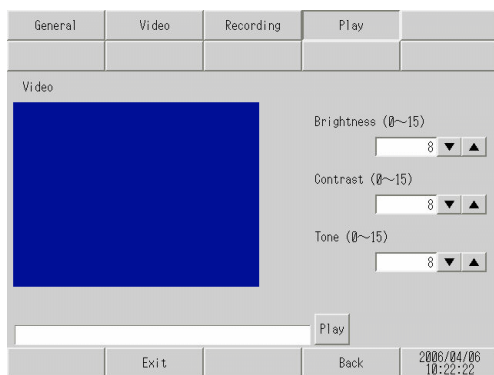 General Video Recording Play
Video
Brightness (0~15)
8 ▼ ▲
Contrast (0~15)
8 ▼ ▲
Tone (0~15)
8 ▼ ▲
Play
Exit Back 2006/04/06
10:22:22